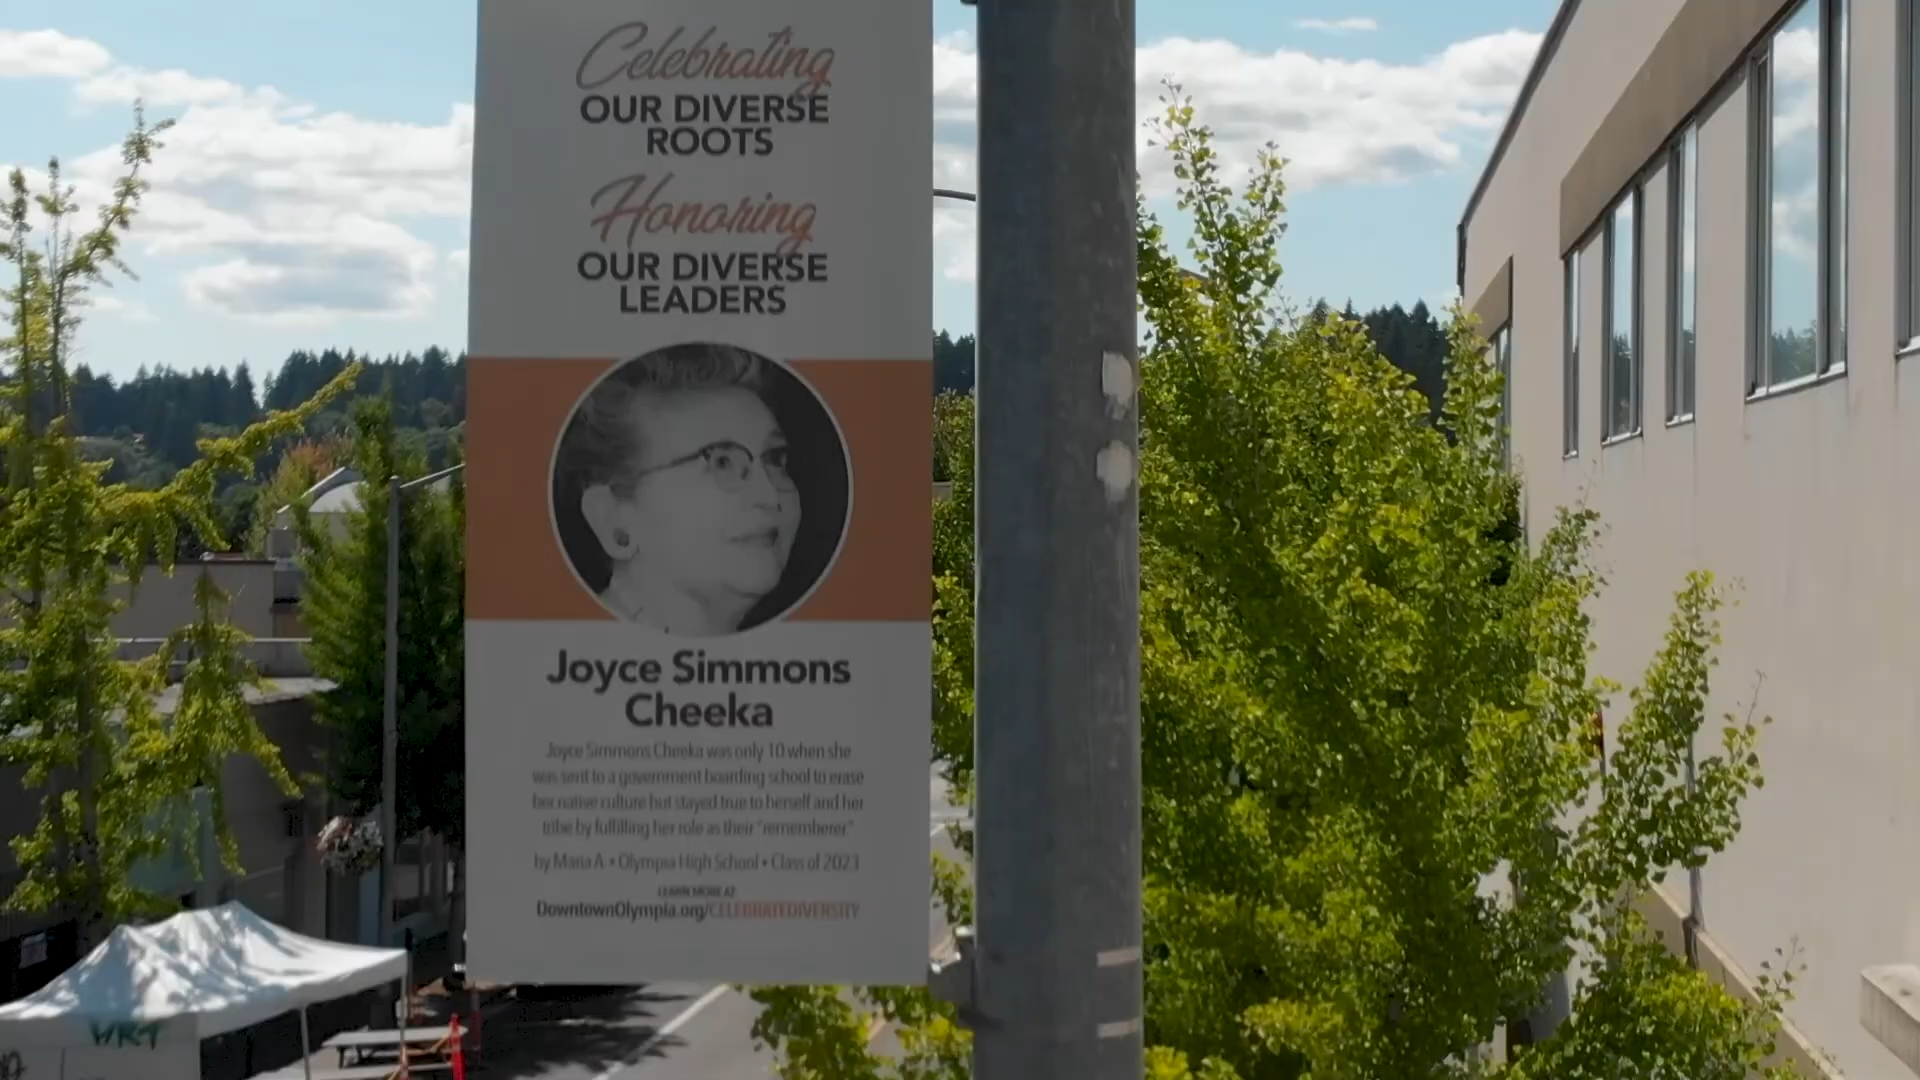 Celebrating
OUR DIVERSE
ROOTS
Honoring
OUR DIVERSE
LEADERS
Joyce Simmons
Cheeka
Joyce Simmons Cheeka was only 10 when she
was sent to a government boarding school to erase
her native culture but stayed true to herself and her
tribe by fulfilling her role as their "rememberer"
by Maria A • Olympia High School • Class of 2023
LEARN MORE AT
DowntownOlympia.org/CELEBRATEDIVERSITY